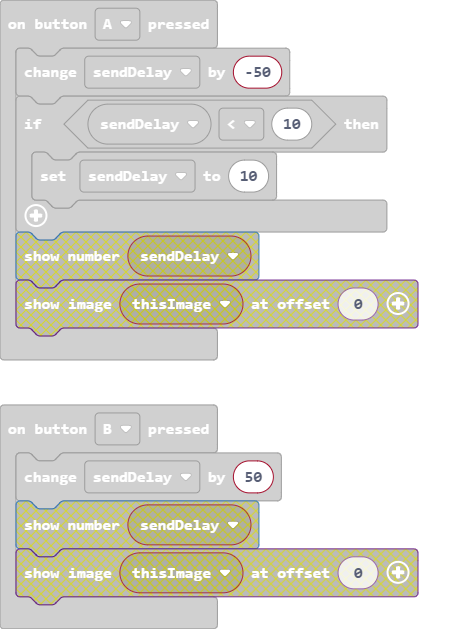 on button A pressed
change sendDelay by -50
if sendDelay < 10 then
set sendDelay to 10
show number sendDelay
show image thisImage at offset 0
on button B pressed
change sendDelay by 50
show number sendDelay
show image thisImage at offset 0